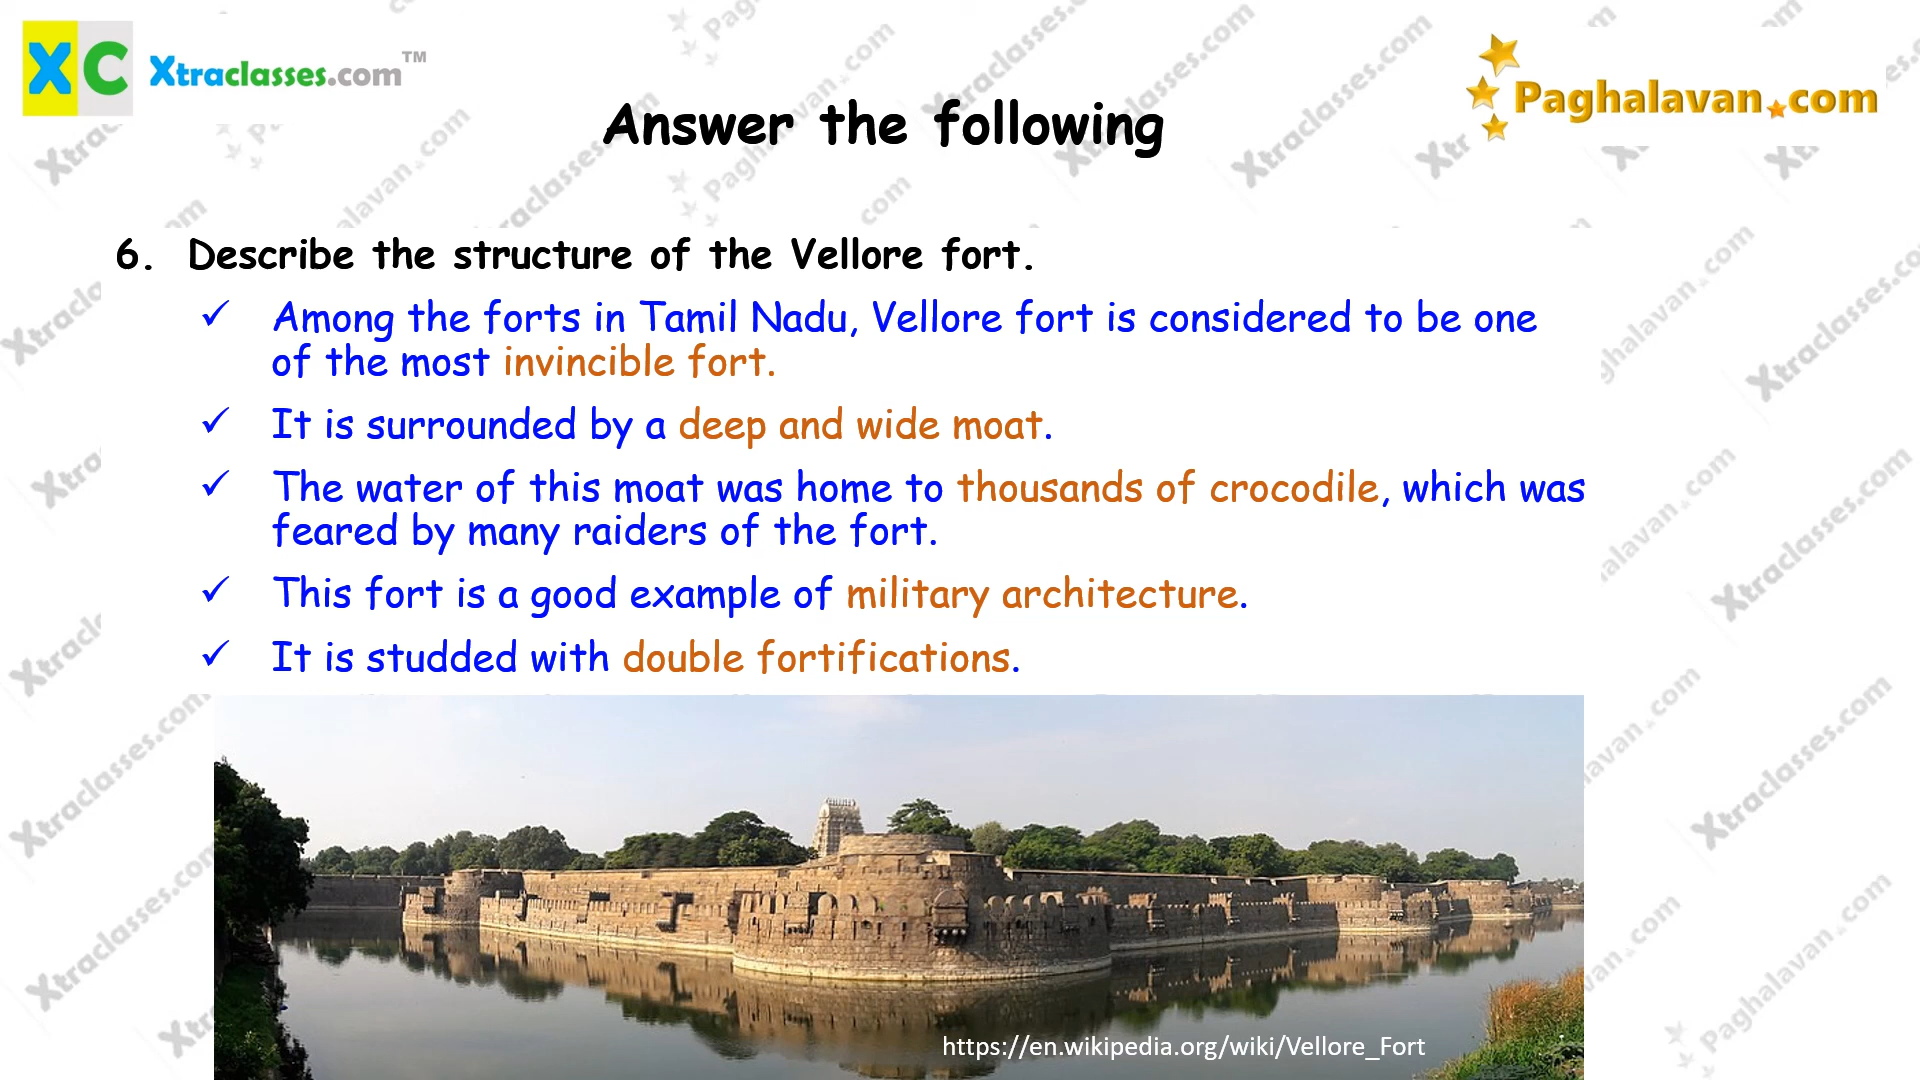 XC Xtraclasses.com™
Paghalavan.com
Answer the following
6. Describe the structure of the Vellore fort.
✓ Among the forts in Tamil Nadu, Vellore fort is considered to be one
of the most invincible fort.
✓ It is surrounded by a deep and wide moat.
✓ The water of this moat was home to thousands of crocodile, which was
feared by many raiders of the fort.
✓ This fort is a good example of military architecture.
✓ It is studded with double fortifications.
https://en.wikipedia.org/wiki/Vellore_Fort